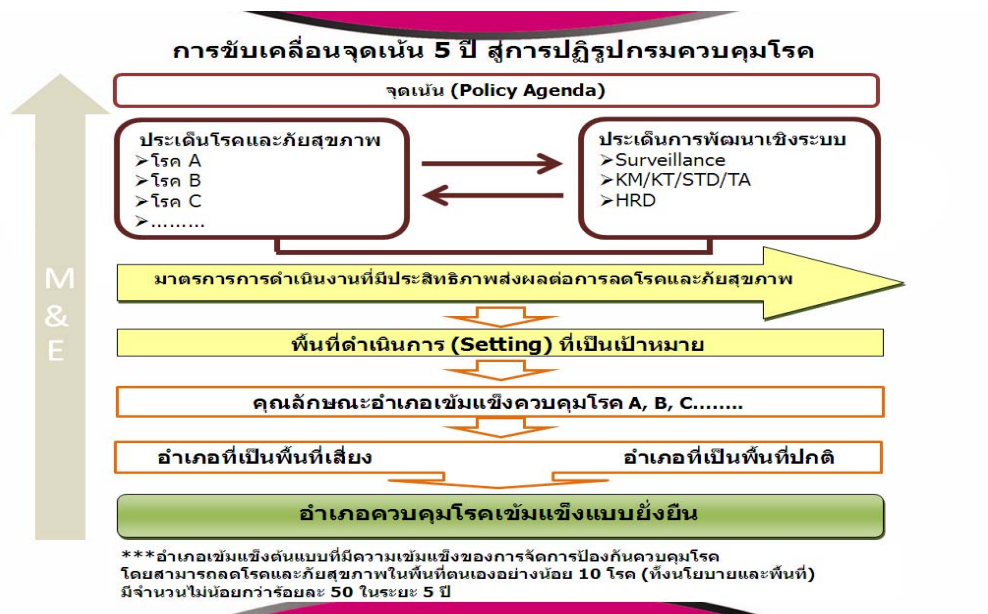 การขับเคลื่อนจุดเน้น 5 ปี สู่การปฏิรูปกรมควบคุมโรค
จุดเน้น (Policy Agenda)
ประเด็นโรคและภัยสุขภาพ
➢โรค A
➢โรค B
➢โรค C
➢………
ประเด็นการพัฒนาเชิงระบบ
➢Surveillance
➢KM/KT/STD/TA
➢HRD
M
&
E
มาตรการการดำเนินงานที่มีประสิทธิภาพส่งผลต่อการลดโรคและภัยสุขภาพ
พื้นที่ดำเนินการ (Setting) ที่เป็นเป้าหมาย
คุณลักษณะอำเภอเข้มแข็งควบคุมโรค A, B, C........
อำเภอที่เป็นพื้นที่เสี่ยง
อำเภอที่เป็นพื้นที่ปกติ
อำเภอควบคุมโรคเข้มแข็งแบบยั่งยืน
***อำเภอเข้มแข็งต้นแบบที่มีความเข้มแข็งของการจัดการป้องกันควบคุมโรค
โดยสามารถลดโรคและภัยสุขภาพในพื้นที่ตนเองอย่างน้อย 10 โรค (ทั้งนโยบายและพื้นที่)
มีจำนวนไม่น้อยกว่าร้อยละ 50 ในระยะ 5 ปี